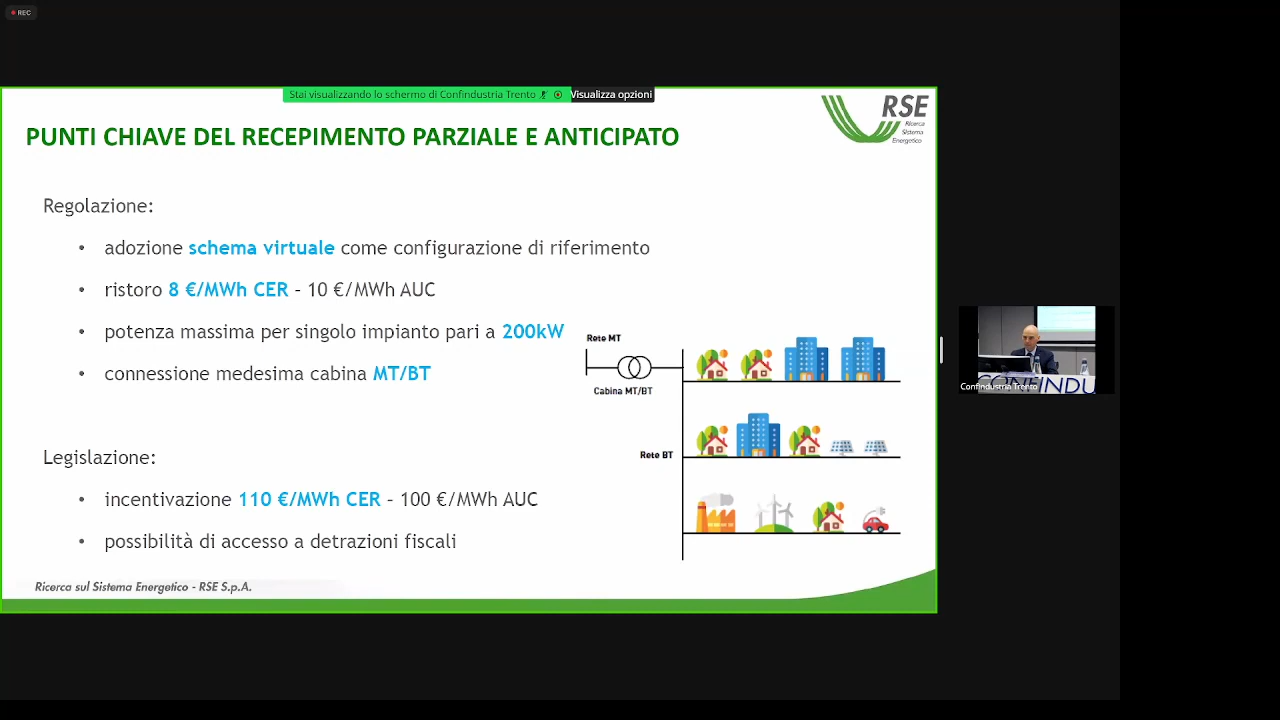 REC
Stai visualizzando lo schermo di Confindustria Trento
Visualizza opzioni
RSE
Ricerca
Sistema
Energetico
PUNTI CHIAVE DEL RECEPIMENTO PARZIALE E ANTICIPATO
Regolazione:
• adozione schema virtuale come configurazione di riferimento
• ristoro 8 €/MWh CER – 10 €/MWh AUC
• potenza massima per singolo impianto pari a 200kW
• connessione medesima cabina MT/BT
Rete MT
Cabina MT/BT
Rete BT
Legislazione:
• incentivazione 110 €/MWh CER – 100 €/MWh AUC
• possibilità di accesso a detrazioni fiscali
Ricerca sul Sistema Energetico - RSE S.p.A.
CONFINDU
Confindustria Trento